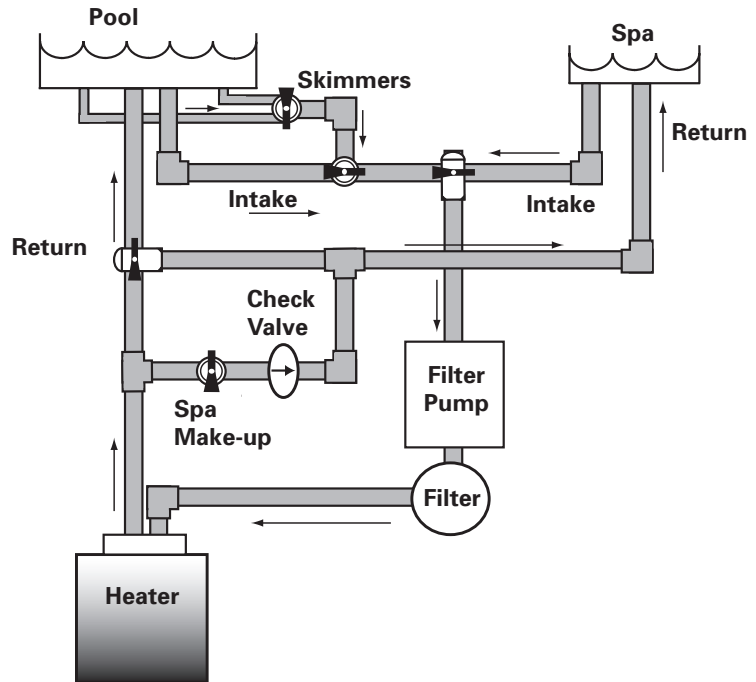 Pool
Spa
Skimmers
Return
Intake
Intake
Return
Check
Valve
Filter
Pump
Spa
Make-up
Filter
Heater